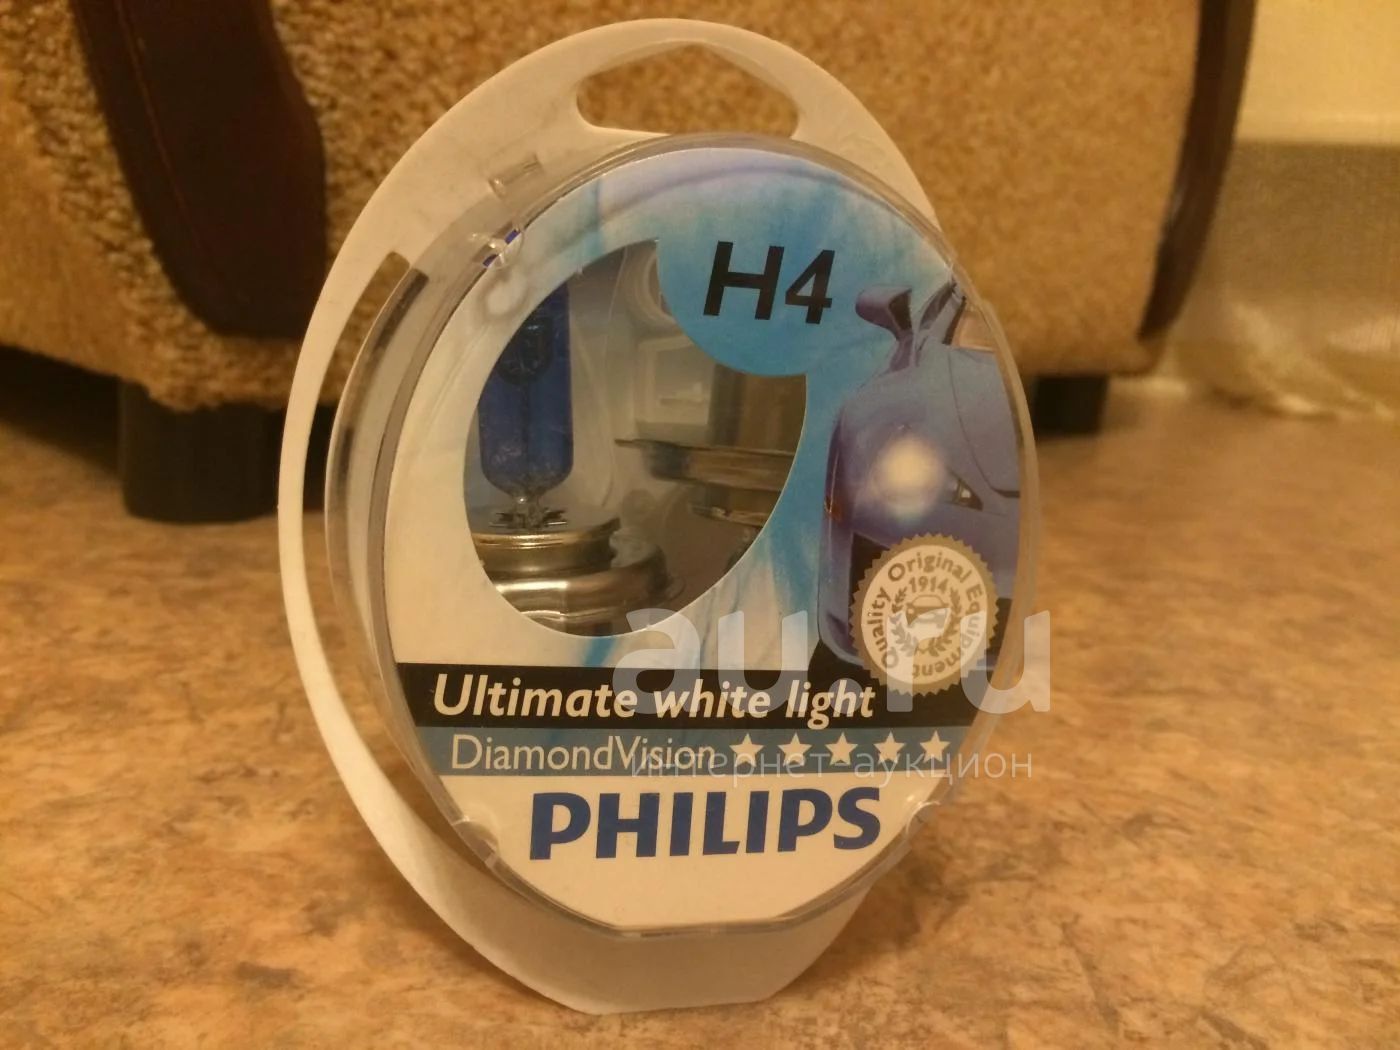 H4
Quality Original Equipment
1914
Ultimate white light
DiamondVision
PHILIPS
au.ru
интернет-аукцион